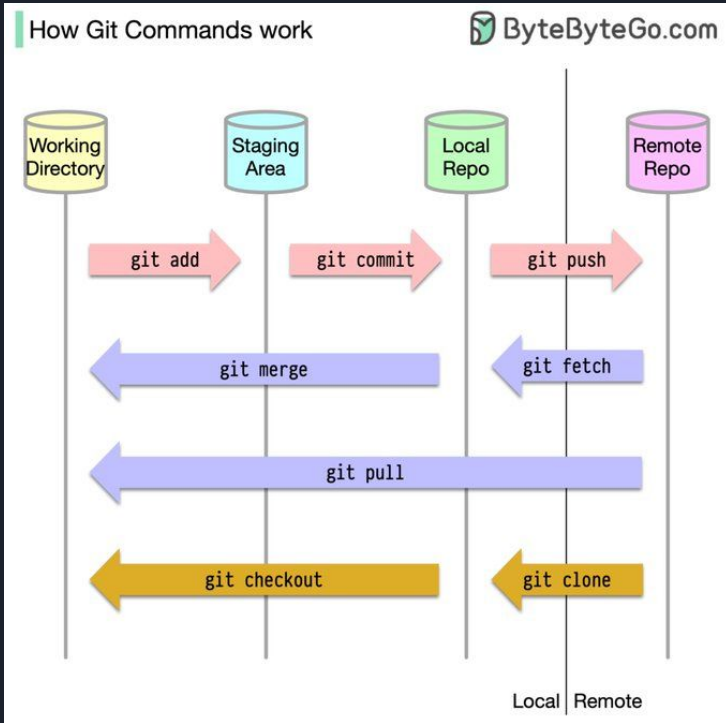 How Git Commands work
ByteByteGo.com
Working
Directory
Staging
Area
Local
Repo
Remote
Repo
git add
git commit
git push
git merge
git fetch
git pull
git checkout
git clone
Local
Remote